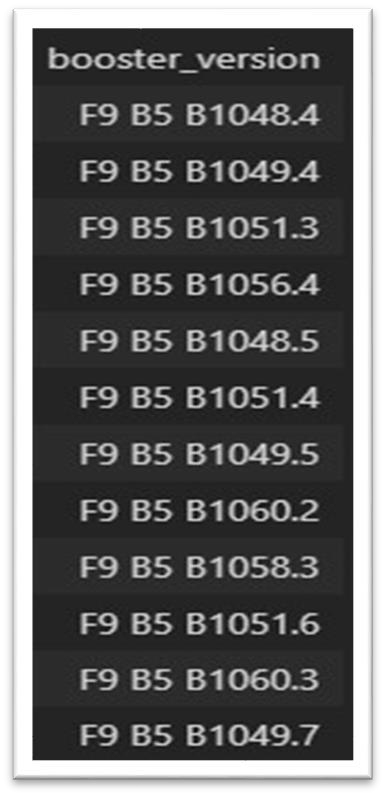 booster_version
F9 B5 B1048.4
F9 B5 B1049.4
F9 B5 B1051.3
F9 B5 B1056.4
F9 B5 B1048.5
F9 B5 B1051.4
F9 B5 B1049.5
F9 B5 B1060.2
F9 B5 B1058.3
F9 B5 B1051.6
F9 B5 B1060.3
F9 B5 B1049.7